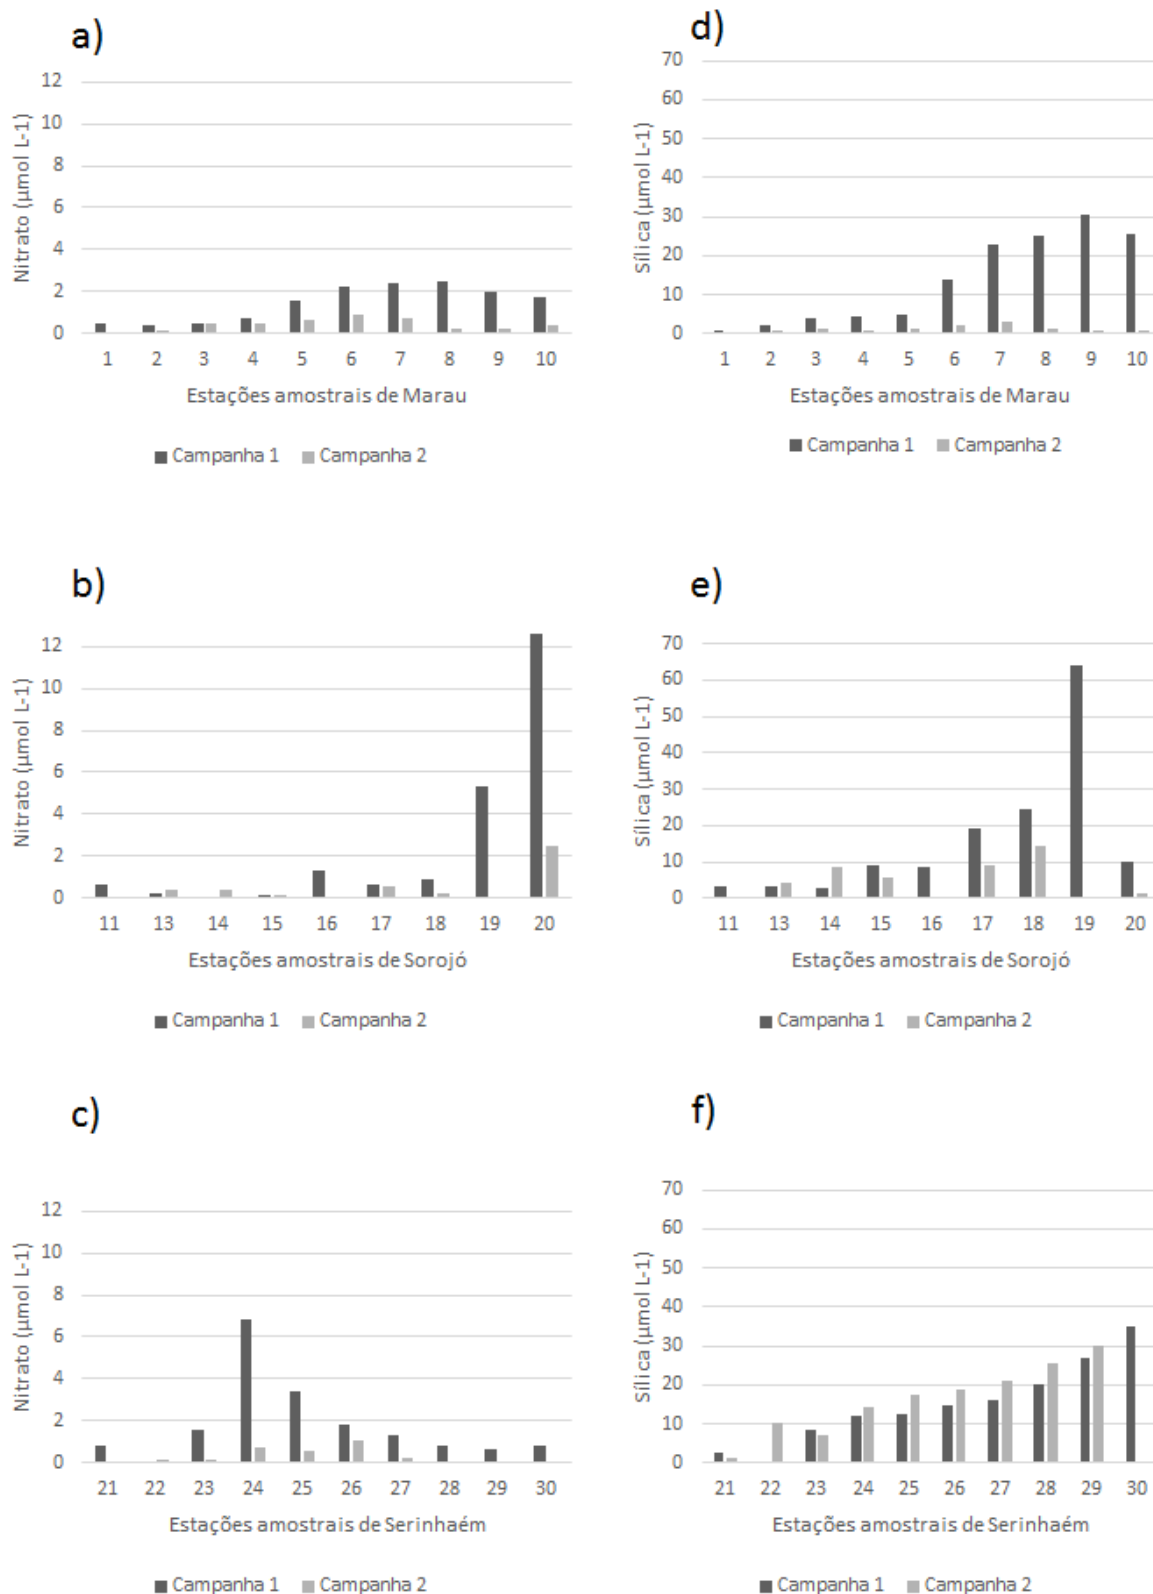 a)
Nitrato (µmol L-1)
12
10
8
6
4
2
0
1 2 3 4 5 6 7 8 9 10
Estações amostrais de Marau
Campanha 1 Campanha 2
d)
Sílica (µmol L-1)
70
60
50
40
30
20
10
0
1 2 3 4 5 6 7 8 9 10
Estações amostrais de Marau
Campanha 1 Campanha 2
b)
Nitrato (µmol L-1)
12
10
8
6
4
2
0
11 13 14 15 16 17 18 19 20
Estações amostrais de Sorojó
Campanha 1 Campanha 2
e)
Sílica (µmol L-1)
70
60
50
40
30
20
10
0
11 13 14 15 16 17 18 19 20
Estações amostrais de Sorojó
Campanha 1 Campanha 2
c)
Nitrato (µmol L-1)
12
10
8
6
4
2
0
21 22 23 24 25 26 27 28 29 30
Estações amostrais de Serinhaém
Campanha 1 Campanha 2
f)
Sílica (µmol L-1)
70
60
50
40
30
20
10
0
21 22 23 24 25 26 27 28 29 30
Estações amostrais de Serinhaém
Campanha 1 Campanha 2